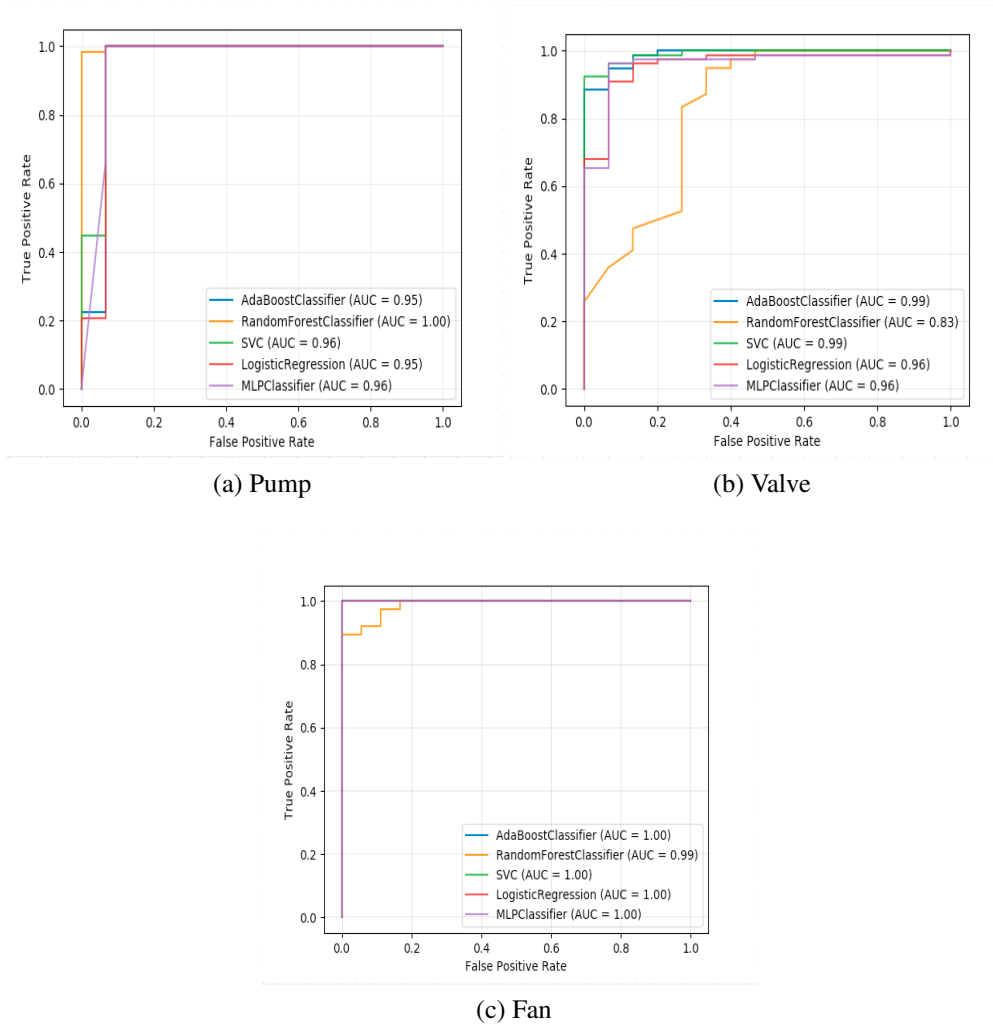 1.0
0.8
0.6
0.4
0.2
0.0
True Positive Rate
AdaBoostClassifier (AUC = 0.95)
RandomForestClassifier (AUC = 1.00)
SVC (AUC = 0.96)
LogisticRegression (AUC = 0.95)
MLPClassifier (AUC = 0.96)
0.0 0.2 0.4 0.6 0.8 1.0
False Positive Rate
(a) Pump
1.0
0.8
0.6
0.4
0.2
0.0
True Positive Rate
AdaBoostClassifier (AUC = 0.99)
RandomForestClassifier (AUC = 0.83)
SVC (AUC = 0.99)
LogisticRegression (AUC = 0.96)
MLPClassifier (AUC = 0.96)
0.0 0.2 0.4 0.6 0.8 1.0
False Positive Rate
(b) Valve
1.0
0.8
0.6
0.4
0.2
0.0
True Positive Rate
AdaBoostClassifier (AUC = 1.00)
RandomForestClassifier (AUC = 0.99)
SVC (AUC = 1.00)
LogisticRegression (AUC = 1.00)
MLPClassifier (AUC = 1.00)
0.0 0.2 0.4 0.6 0.8 1.0
False Positive Rate
(c) Fan